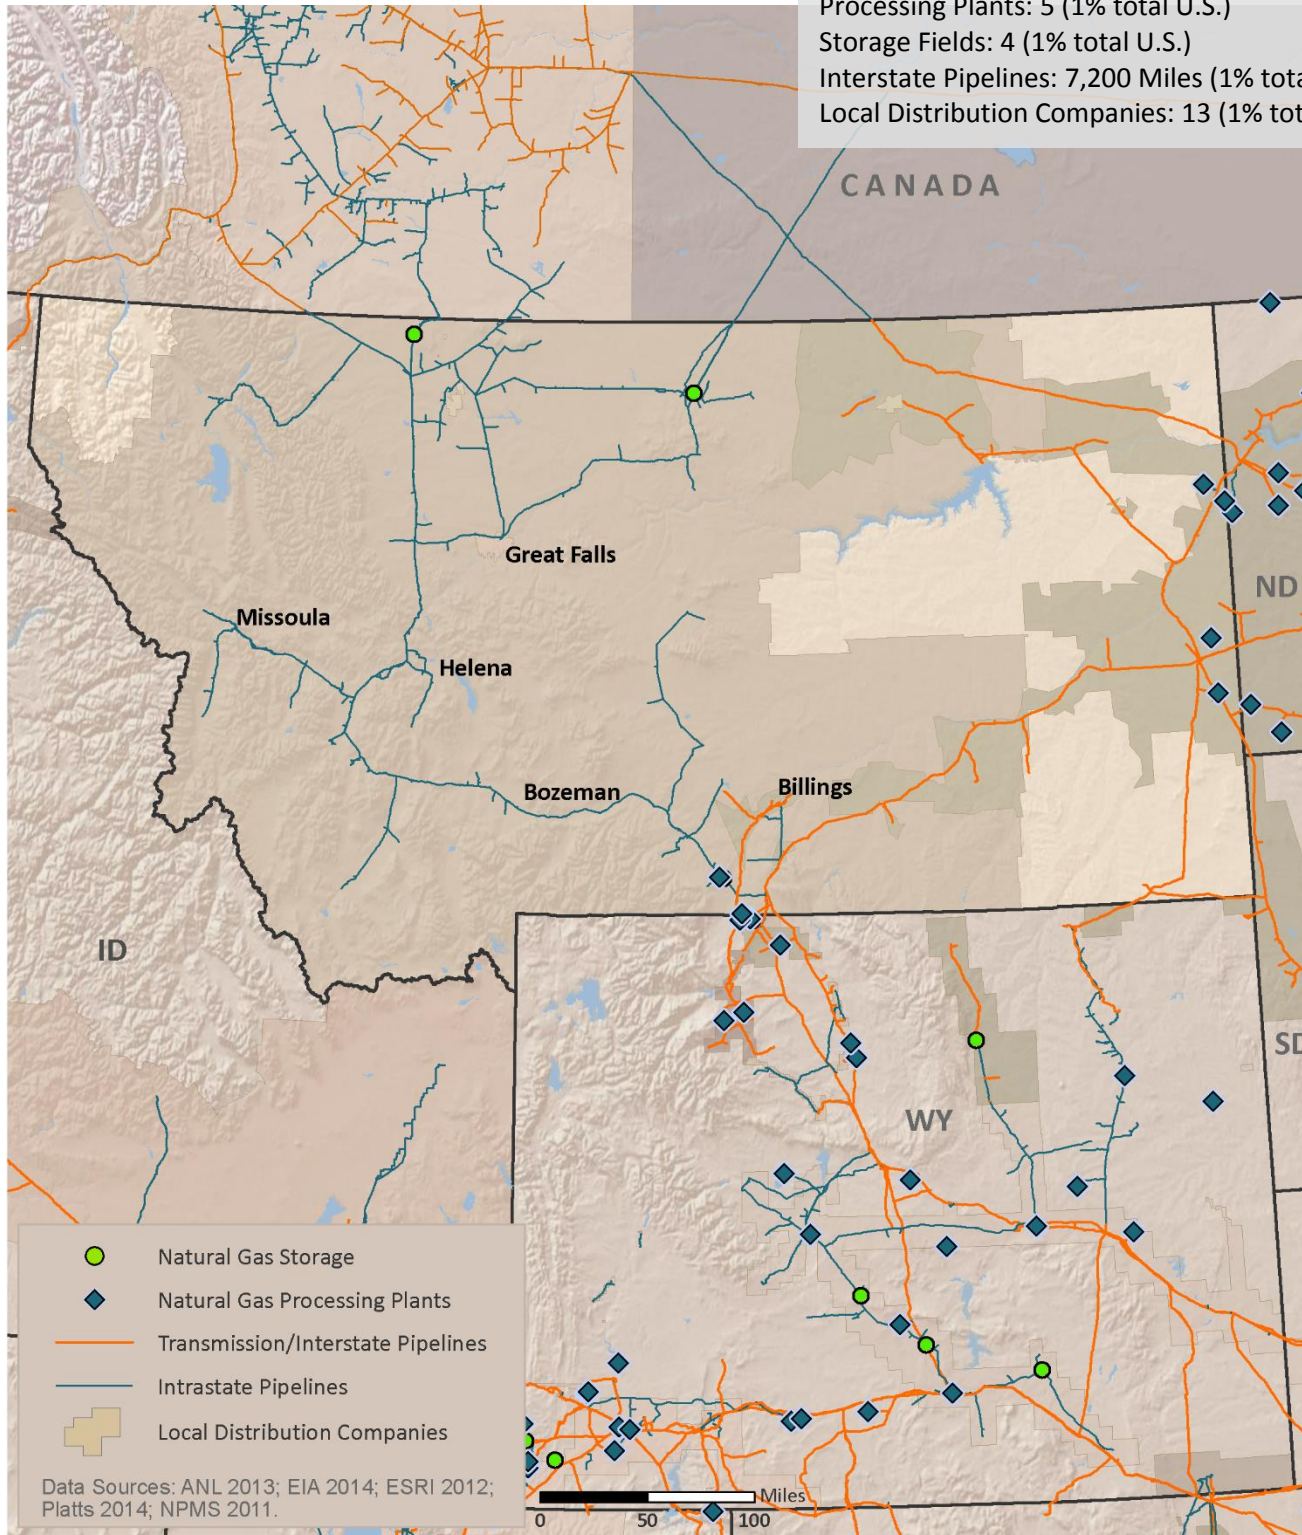 Processing Plants: 5 (1% total U.S.)
Storage Fields: 4 (1% total U.S.)
Interstate Pipelines: 7,200 Miles (1% tota
Local Distribution Companies: 13 (1% tot
CANADA
Great Falls
ND
Missoula
Helena
Bozeman
Billings
ID
SD
WY
Natural Gas Storage
Natural Gas Processing Plants
Transmission/Interstate Pipelines
Intrastate Pipelines
Local Distribution Companies
Data Sources: ANL 2013; EIA 2014; ESRI 2012;
Platts 2014; NPMS 2011.
Miles
0 50 100